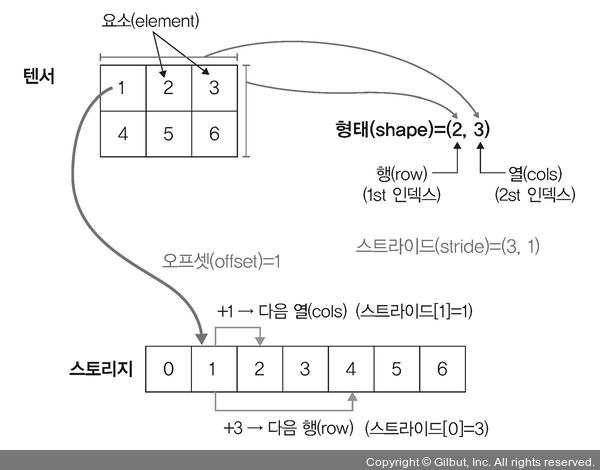 요소(element)
텐서
1 2 3
4 5 6
형태(shape)=(2, 3)
행(row) 열(cols)
(1st 인덱스) (2st 인덱스)
스트라이드(stride)=(3, 1)
오프셋(offset)=1
+1 → 다음 열(cols) (스트라이드[1]=1)
스토리지 0 1 2 3 4 5 6
+3 → 다음 행(row) (스트라이드[0]=3)
Copyright © Gilbut, Inc. All rights reserved.